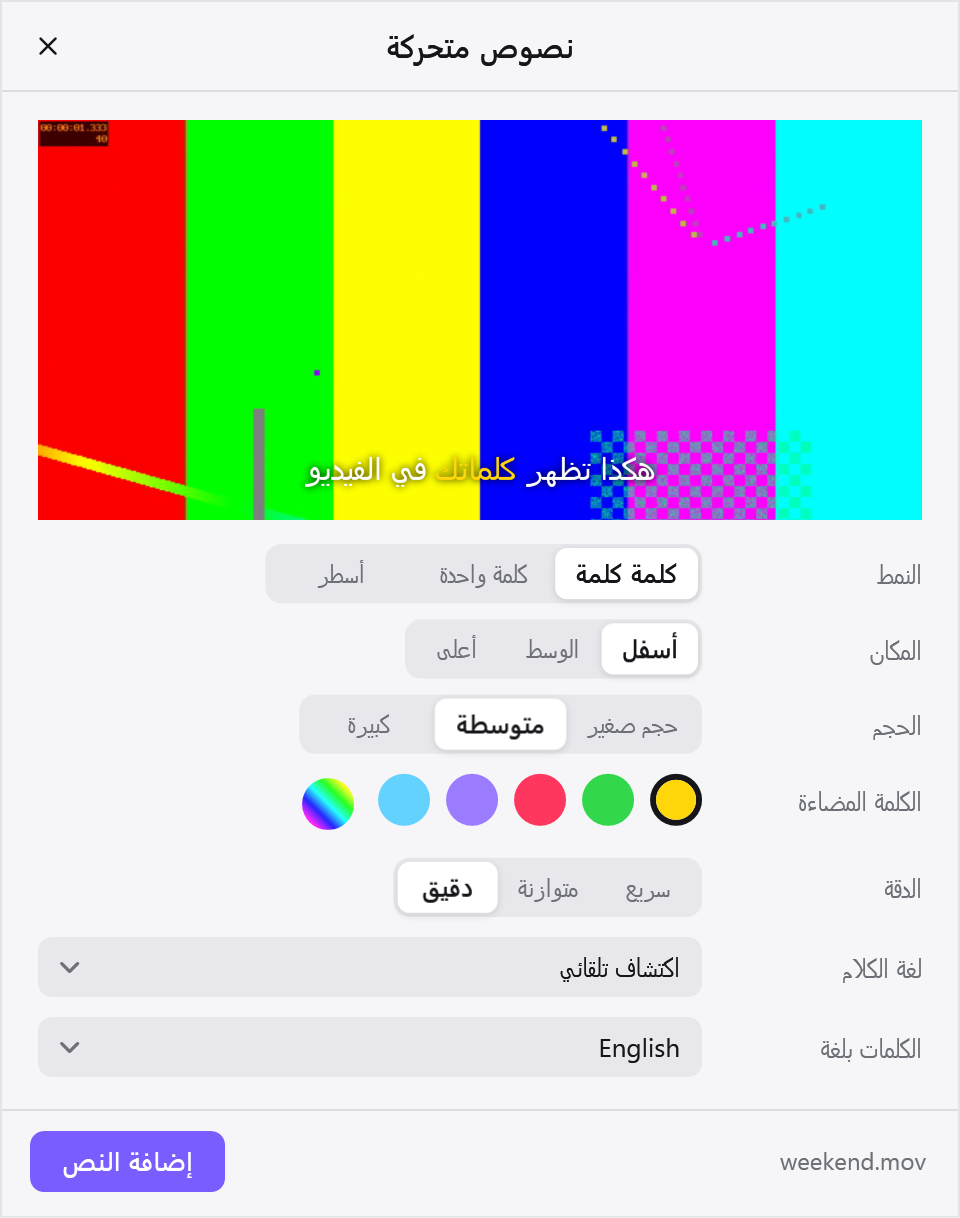 نصوص متحركة
00:00:01.333
40
هكذا تظهر كلماتك في الفيديو
النمط كلمة كلمة كلمة واحدة أسطر
المكان أسفل الوسط أعلى
الحجم حجم صغير متوسطة كبيرة
الكلمة المضاءة
الدقة سريع متوازنة دقيق
لغة الكلام اكتشاف تلقائي
الكلمات بلغة English
weekend.mov إضافة النص